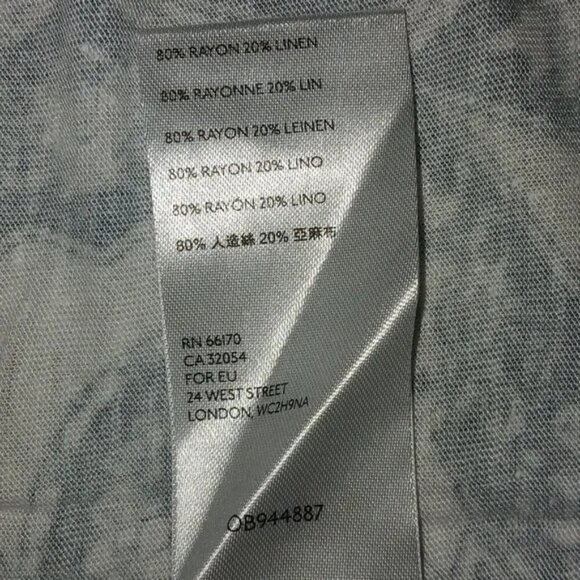 80% RAYON 20% LINEN
80% RAYONNE 20% LIN
80% RAYON 20% LEINEN
80% RAYON 20% LINO
80% RAYON 20% LINO
80% 人造絲 20% 亞麻布
RN 66170
CA 32054
FOR EU
24 WEST STREET
LONDON, WC2H9NA
OB944887